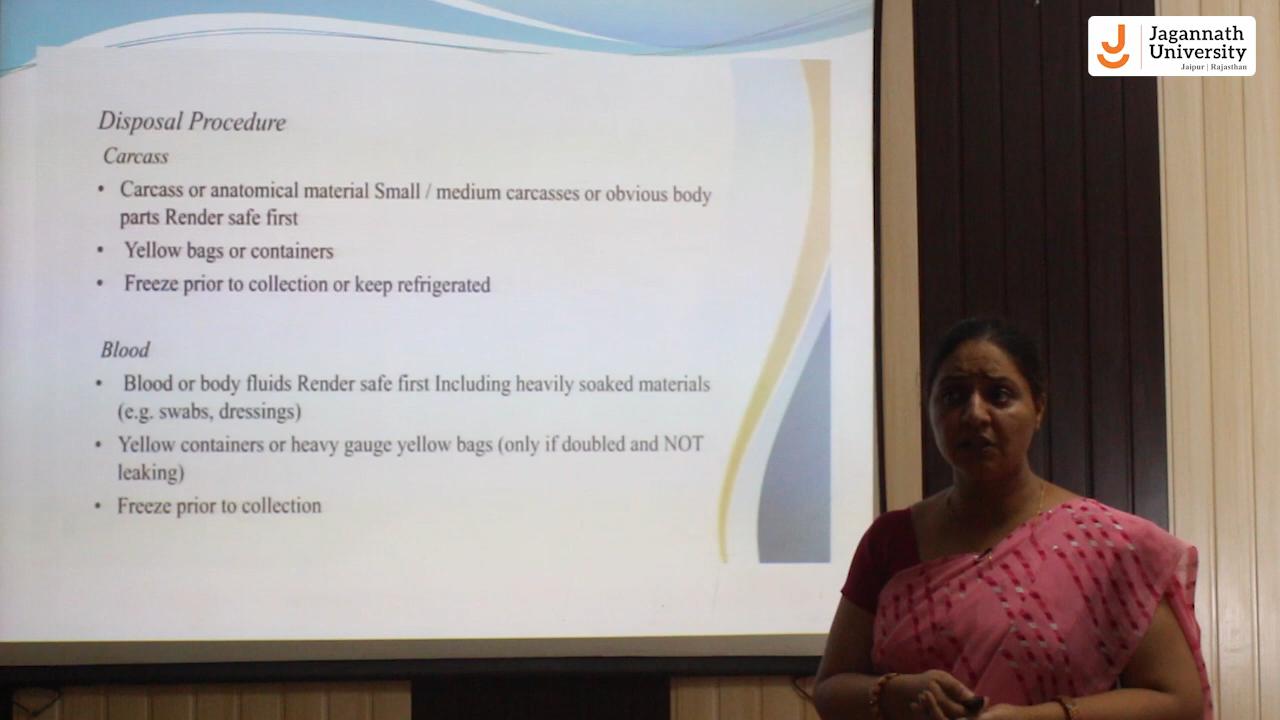 Jagannath
University
Jaipur | Rajasthan
Disposal Procedure
Carcass
• Carcass or anatomical material Small / medium carcasses or obvious body
parts Render safe first
• Yellow bags or containers
• Freeze prior to collection or keep refrigerated
Blood
• Blood or body fluids Render safe first Including heavily soaked materials
(e.g. swabs, dressings)
• Yellow containers or heavy gauge yellow bags (only if doubled and NOT
leaking)
• Freeze prior to collection